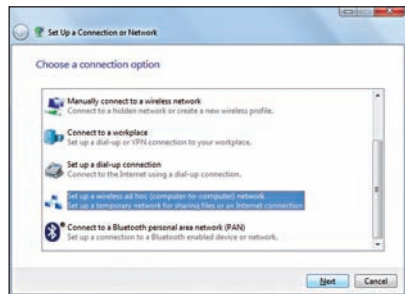 Set Up a Connection or Network
Choose a connection option
Manually connect to a wireless network
Connect to a hidden network or create a new wireless profile.
Connect to a workplace
Set up a dial-up or VPN connection to your workplace.
Set up a dial-up connection
Connect to the Internet using a dial-up connection.
Set up a wireless ad hoc (computer-to-computer) network
Set up a temporary network for sharing files or an Internet connection
Connect to a Bluetooth personal area network (PAN)
Set up a connection to a Bluetooth enabled device or network.
Next Cancel